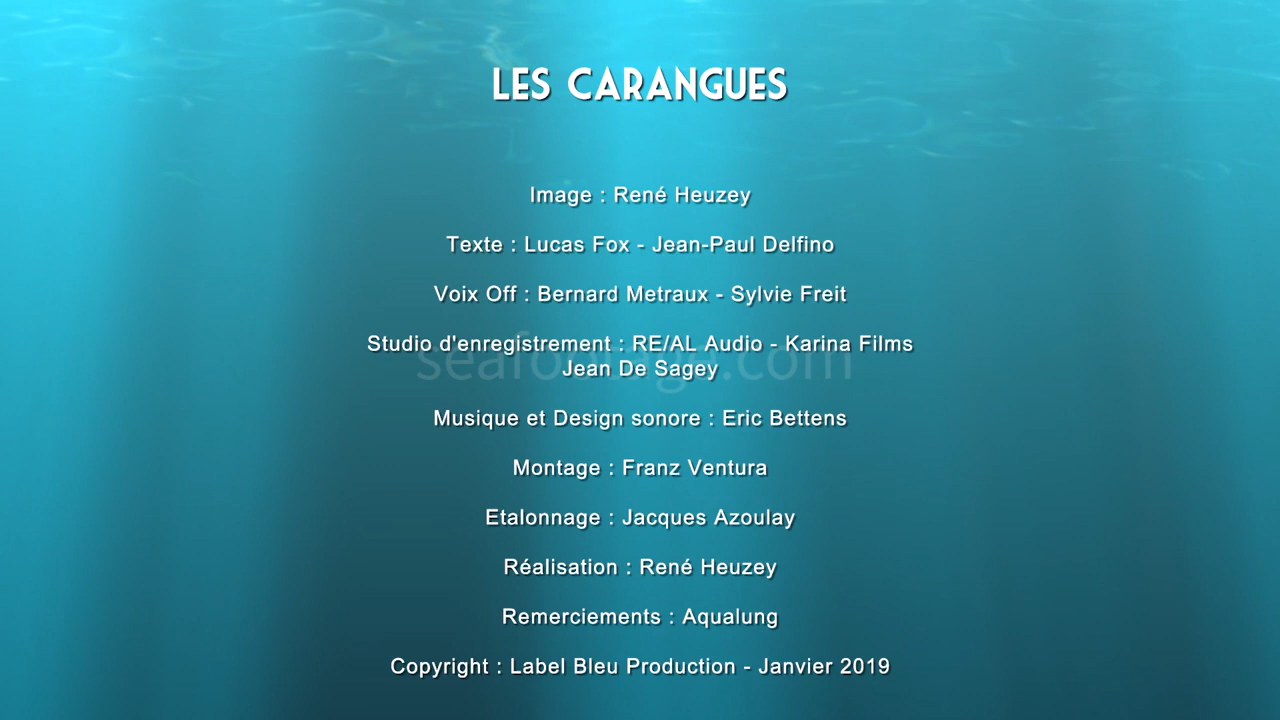 LES CARANGUES
Image : René Heuzey
Texte : Lucas Fox - Jean-Paul Delfino
Voix Off : Bernard Metraux - Sylvie Freit
Studio d'enregistrement : RE/AL Audio - Karina Films
Jean De Sagey
seafootage.com
Musique et Design sonore : Eric Bettens
Montage : Franz Ventura
Etalonnage : Jacques Azoulay
Réalisation : René Heuzey
Remerciements : Aqualung
Copyright : Label Bleu Production - Janvier 2019